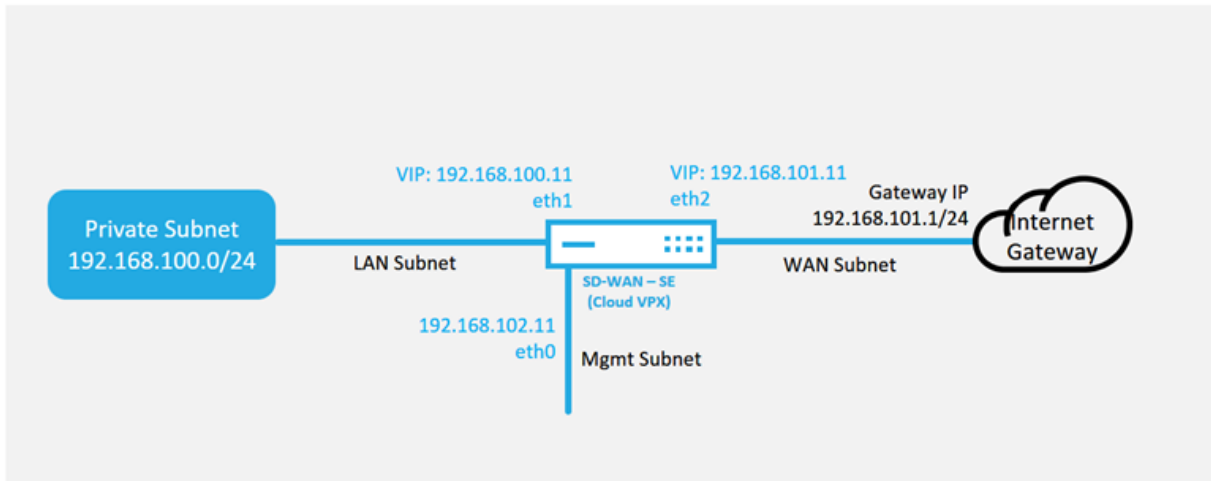 Private Subnet
192.168.100.0/24
VIP: 192.168.100.11
eth1
LAN Subnet
VIP: 192.168.101.11
eth2
SD-WAN – SE
(Cloud VPX)
192.168.102.11
eth0
Mgmt Subnet
Gateway IP
192.168.101.1/24
WAN Subnet
Internet
Gateway